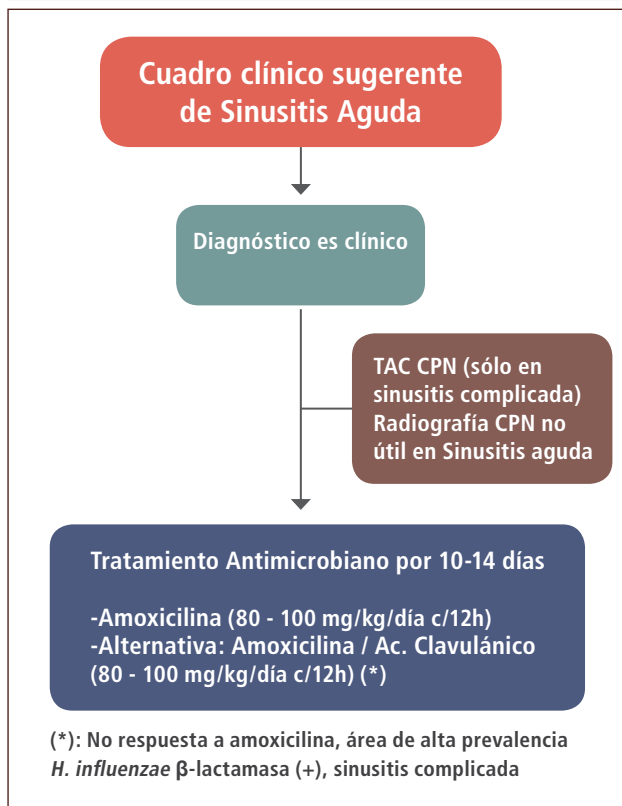 Cuadro clínico sugerente
de Sinusitis Aguda
Diagnóstico es clínico
TAC CPN (sólo en
sinusitis complicada)
Radiografía CPN no
útil en Sinusitis aguda
Tratamiento Antimicrobiano por 10-14 días
-Amoxicilina (80 - 100 mg/kg/día c/12h)
-Alternativa: Amoxicilina / Ac. Clavulánico
(80 - 100 mg/kg/día c/12h) (*)
(*): No respuesta a amoxicilina, área de alta prevalencia
H. influenzae β-lactamasa (+), sinusitis complicada